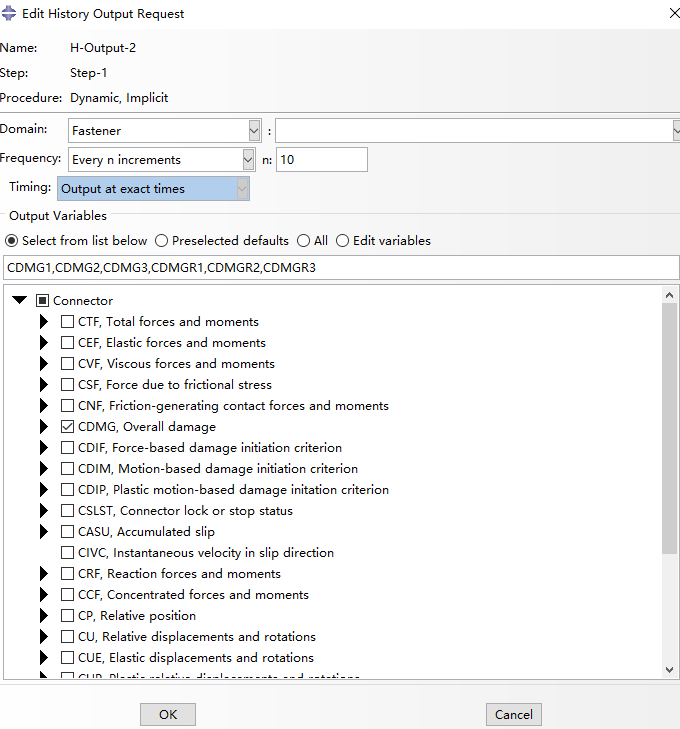 Edit History Output Request
Name: H-Output-2
Step: Step-1
Procedure: Dynamic, Implicit
Domain: Fastener :
Frequency: Every n increments n: 10
Timing: Output at exact times
Output Variables
Select from list below Preselected defaults All Edit variables
CDMG1,CDMG2,CDMG3,CDMGR1,CDMGR2,CDMGR3
Connector
CTF, Total forces and moments
CEF, Elastic forces and moments
CVF, Viscous forces and moments
CSF, Force due to frictional stress
CNF, Friction-generating contact forces and moments
CDMG, Overall damage
CDIF, Force-based damage initiation criterion
CDIM, Motion-based damage initiation criterion
CDIP, Plastic motion-based damage initation criterion
CSLST, Connector lock or stop status
CASU, Accumulated slip
CIVC, Instantaneous velocity in slip direction
CRF, Reaction forces and moments
CCF, Concentrated forces and moments
CP, Relative position
CU, Relative displacements and rotations
CUE, Elastic displacements and rotations
CUP, Plastic relative displacements and rotations
OK Cancel